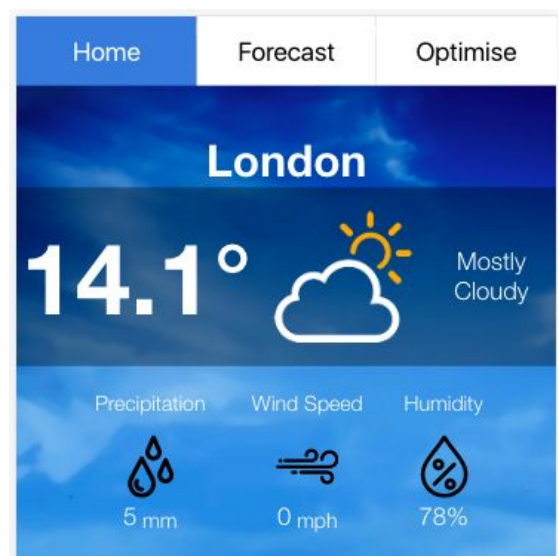 Home Forecast Optimise
London
14.1°
Mostly
Cloudy
Precipitation Wind Speed Humidity
%
5 mm 0 mph 78%